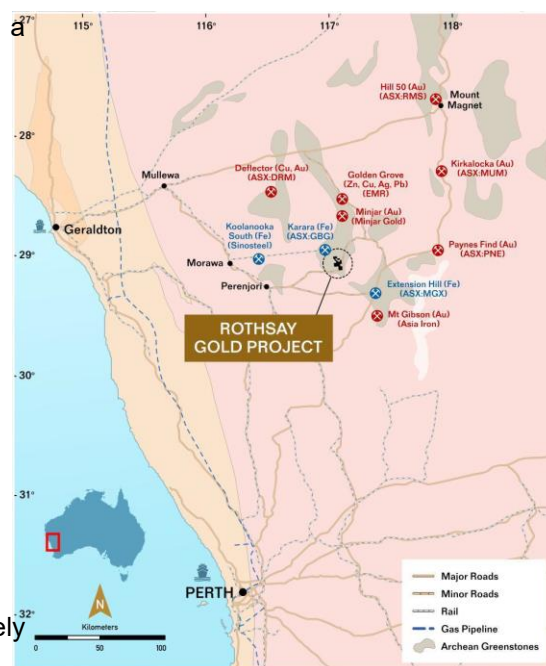 a
115°
116°
117°
118°
-27°
Hill 50 (Au)
(ASX:RMS)
Mount
Magnet
- 28°
Mullewa
Deflector (Cu, Au)
(ASX:DRM)
Golden Grove
(Zn, Cu, Ag, Pb)
(EMR)
Kirkalocka (Au)
(ASX:MUM)
Minjar (Au)
(Minjar Gold)
Geraldton
Koolanooka
South (Fe)
(Sinosteel)
Karara (Fe)
(ASX:GBG)
Paynes Find (Au)
(ASX:PNE)
- 29°
Morawa
Perenjori
Extension Hill (Fe)
(ASX:MGX)
Mt Gibson (Au)
(Asia Iron)
ROTHSAY
GOLD PROJECT
- 30°
- 31°
PERTH
- 32°
N
Kilometers
0
50
100
ely
Major Roads
Minor Roads
Rail
Gas Pipeline
Archean Greenstones